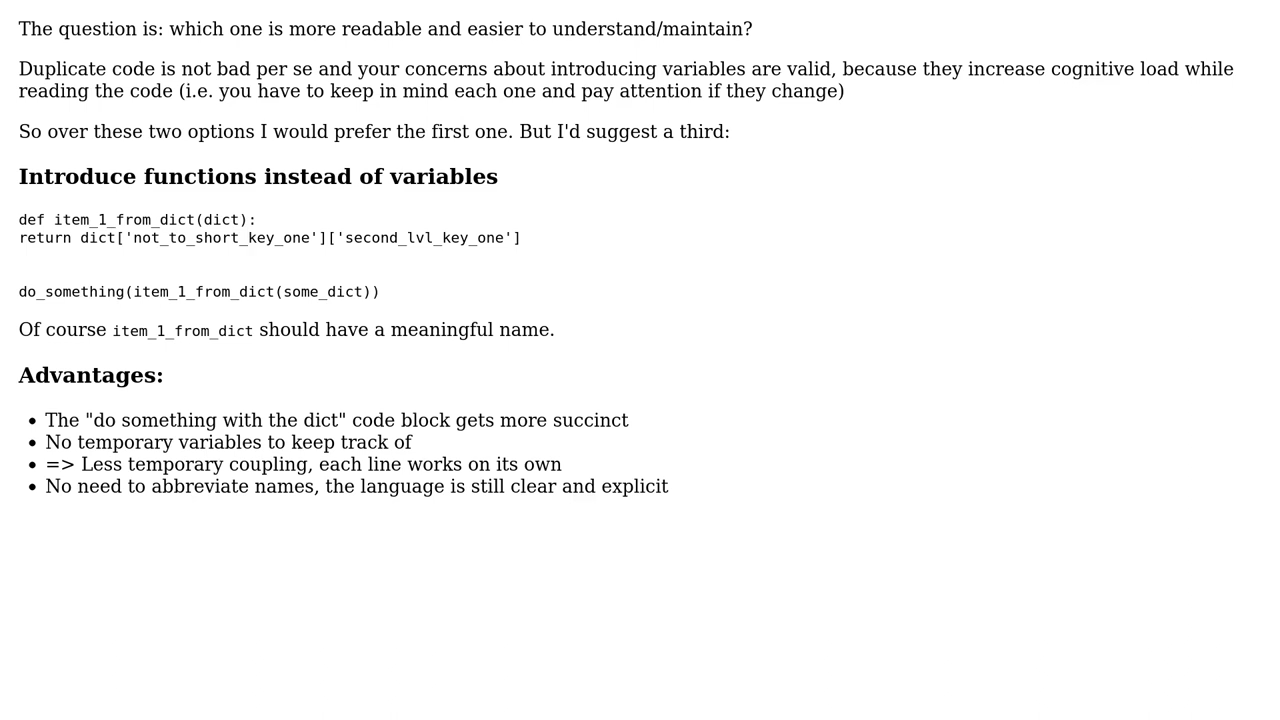 The question is: which one is more readable and easier to understand/maintain?
Duplicate code is not bad per se and your concerns about introducing variables are valid, because they increase cognitive load while
reading the code (i.e. you have to keep in mind each one and pay attention if they change)
So over these two options I would prefer the first one. But I'd suggest a third:
Introduce functions instead of variables
def item_1_from_dict(dict):
return dict['not_to_short_key_one']['second_lvl_key_one']
do_something(item_1_from_dict(some_dict))
Of course item_1_from_dict should have a meaningful name.
Advantages:
• The "do something with the dict" code block gets more succinct
• No temporary variables to keep track of
• => Less temporary coupling, each line works on its own
• No need to abbreviate names, the language is still clear and explicit